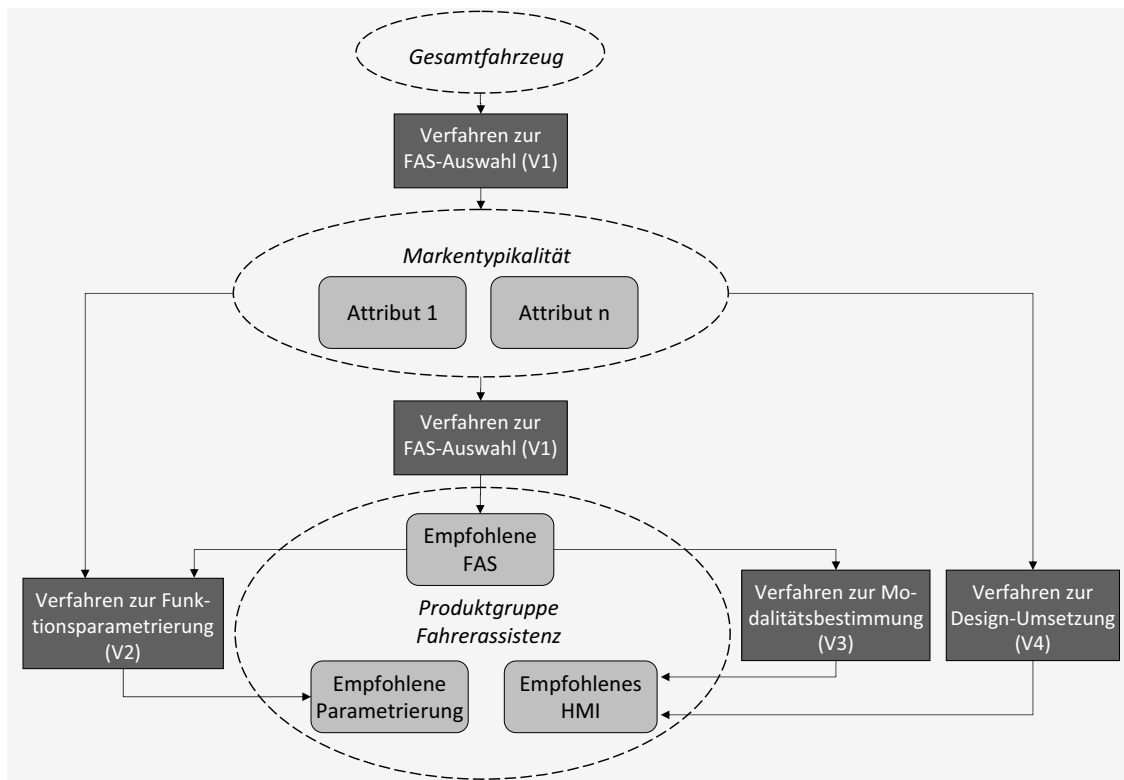 Gesamtfahrzeug
Verfahren zur
FAS-Auswahl (V1)
Markentypikalität
Attribut 1
Attribut n
Verfahren zur
FAS-Auswahl (V1)
Empfohlene
FAS
Verfahren zur Funk-
tionsparametrierung
(V2)
Produktgruppe
Fahrerassistenz
Verfahren zur Mo-
dalitätsbestimmung
(V3)
Verfahren zur
Design-Umsetzung
(V4)
Empfohlene
Parametrierung
Empfohlenes
HMI